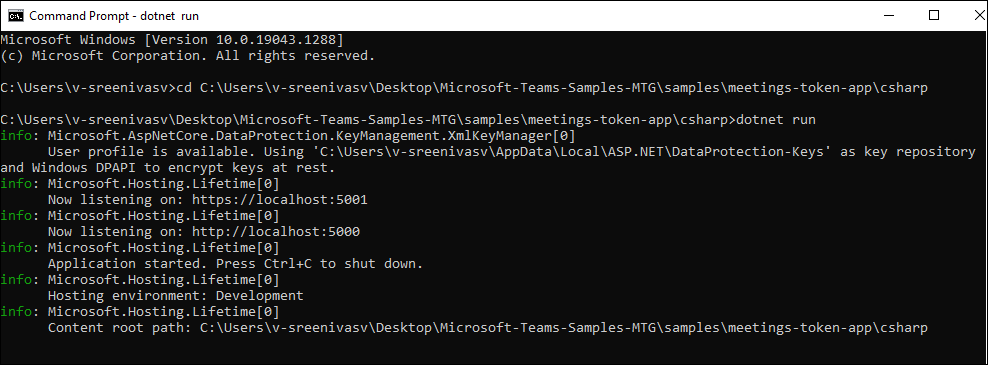 Command Prompt - dotnet run
Microsoft Windows [Version 10.0.19043.1288]
(c) Microsoft Corporation. All rights reserved.
C:\Users\v-sreenivasv>cd C:\Users\v-sreenivasv\Desktop\Microsoft-Teams-Samples-MTG\samples\meetings-token-app\csharp
C:\Users\v-sreenivasv\Desktop\Microsoft-Teams-Samples-MTG\samples\meetings-token-app\csharp>dotnet run
info: Microsoft.AspNetCore.DataProtection.KeyManagement.XmlKeyManager[0]
User profile is available. Using 'C:\Users\v-sreenivasv\AppData\Local\ASP.NET\DataProtection-Keys' as key repository
and Windows DPAPI to encrypt keys at rest.
info: Microsoft.Hosting.Lifetime[0]
Now listening on: https://localhost:5001
info: Microsoft.Hosting.Lifetime[0]
Now listening on: http://localhost:5000
info: Microsoft.Hosting.Lifetime[0]
Application started. Press Ctrl+C to shut down.
info: Microsoft.Hosting.Lifetime[0]
Hosting environment: Development
info: Microsoft.Hosting.Lifetime[0]
Content root path: C:\Users\v-sreenivasv\Desktop\Microsoft-Teams-Samples-MTG\samples\meetings-token-app\csharp